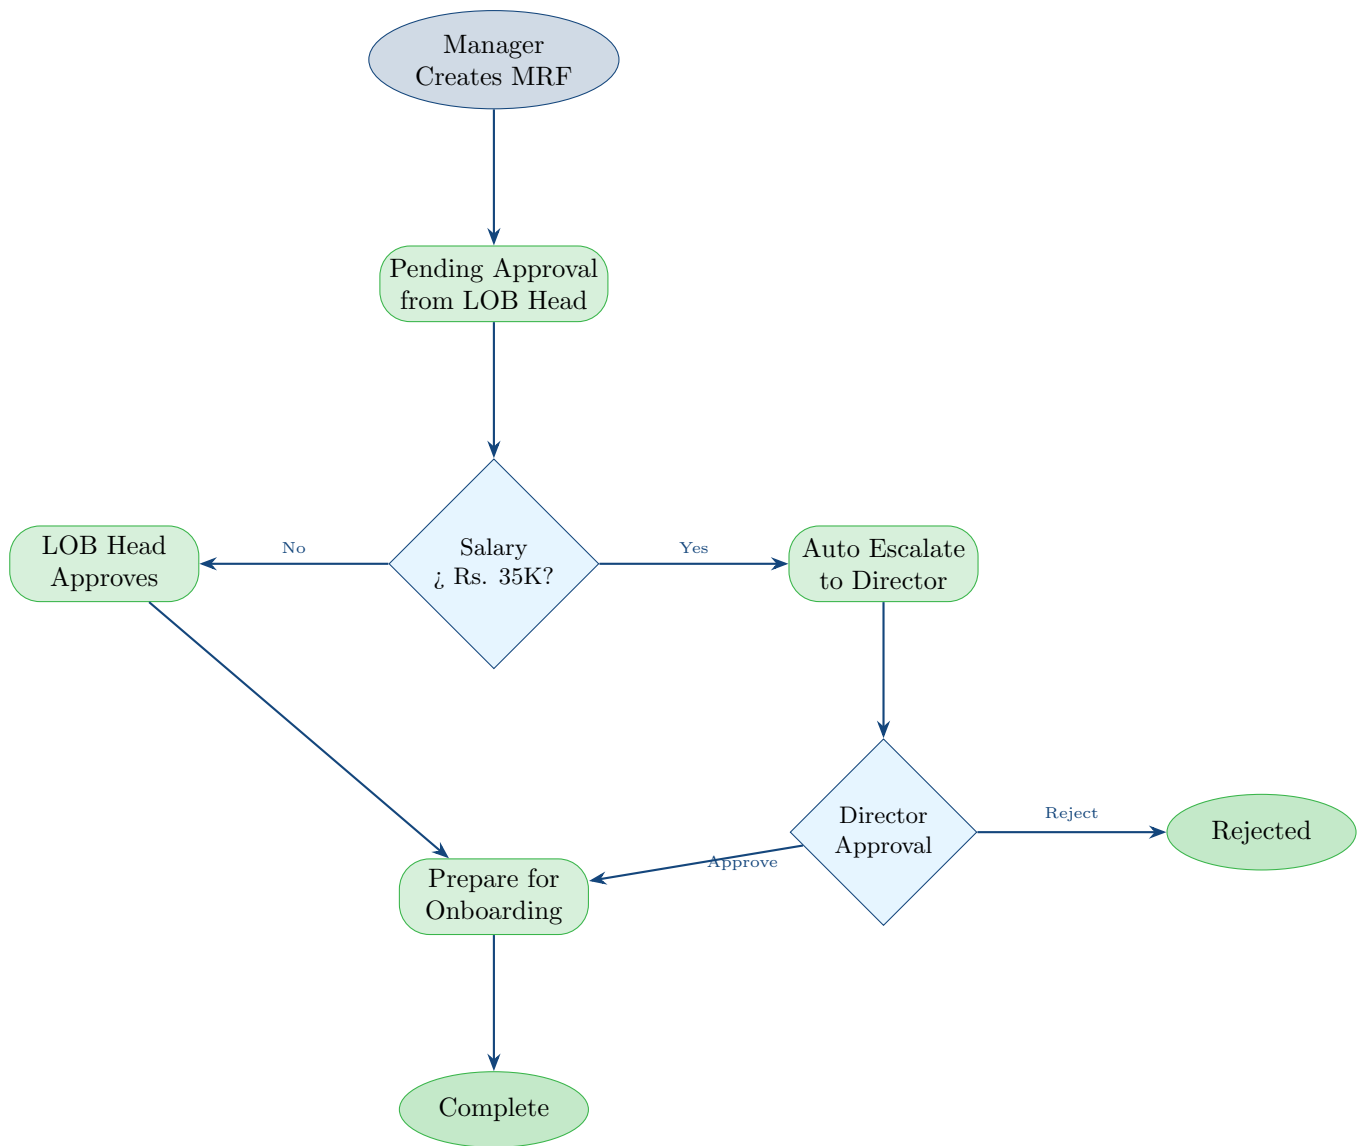 Manager
Creates MRF
Pending Approval
from LOB Head
Salary
¿ Rs. 35K?
No
Yes
LOB Head
Approves
Auto Escalate
to Director
Director
Approval
Reject
Rejected
Approve
Prepare for
Onboarding
Complete